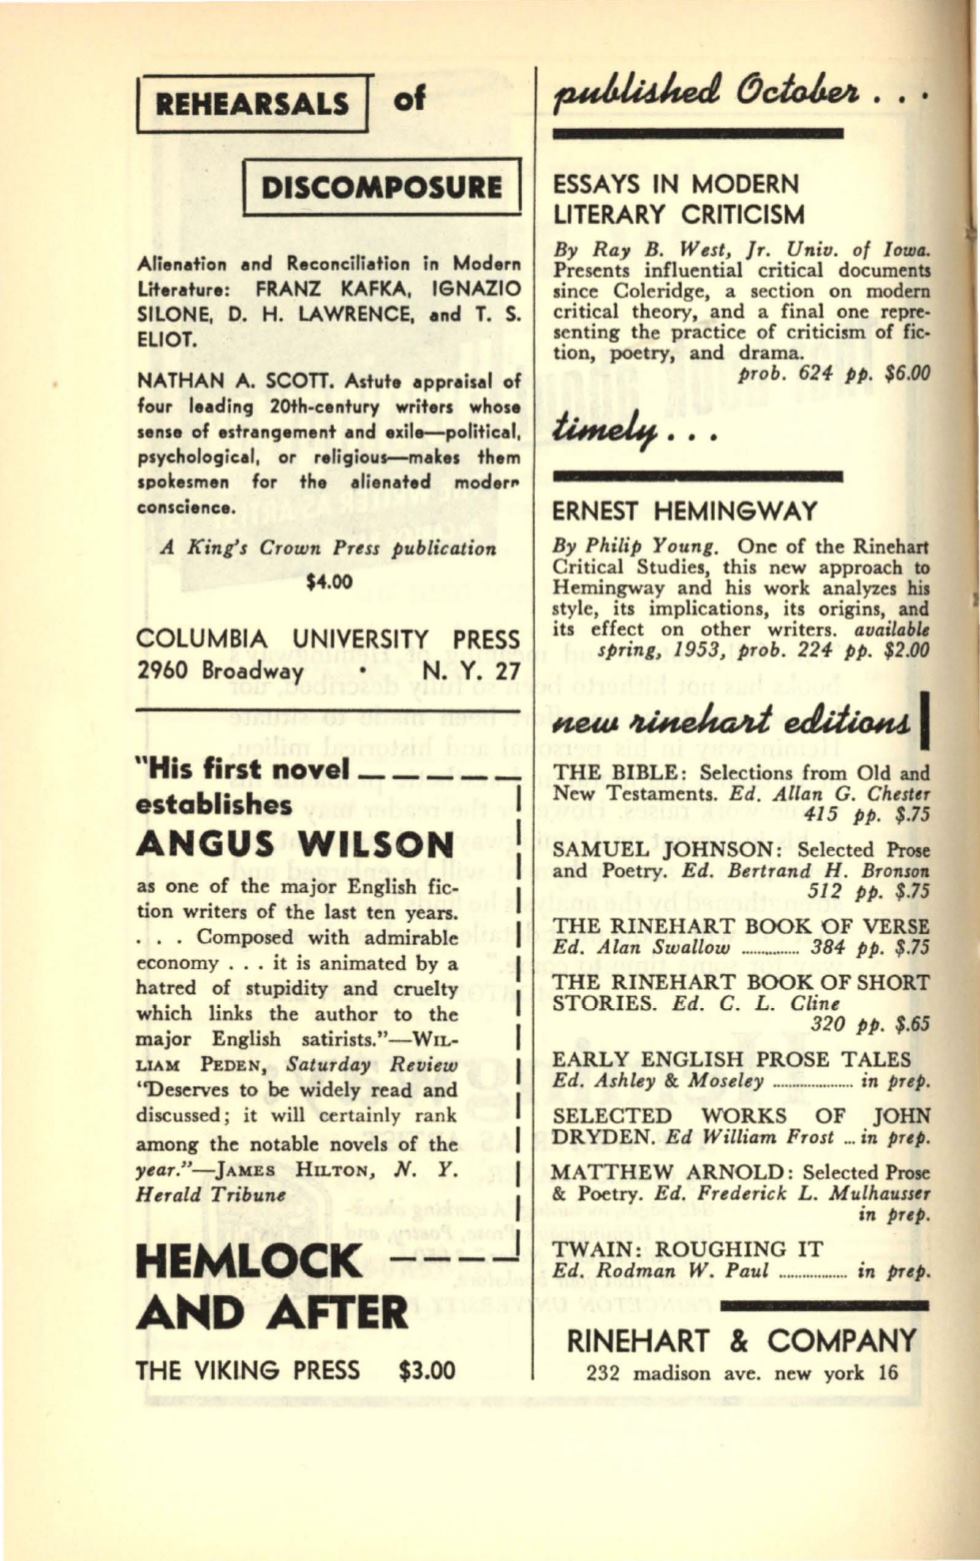 REHEARSALS of
DISCOMPOSURE
Alienation and Reconciliation in Modern
Literature: FRANZ KAFKA, IGNAZIO
SILONE, D. H. LAWRENCE, and T. S.
ELIOT.
NATHAN A. SCOTT. Astute appraisal of
four leading 20th-century writers whose
sense of estrangement and exile—political,
psychological, or religious—makes them
spokesmen for the alienated modern
conscience.
A King's Crown Press publication
$4.00
COLUMBIA UNIVERSITY PRESS
2960 Broadway • N. Y. 27
"His first novel
establishes
ANGUS WILSON
as one of the major English fic-
tion writers of the last ten years.
. . . Composed with admirable
economy . . . it is animated by a
hatred of stupidity and cruelty
which links the author to the
major English satirists."—WIL-
LIAM PEDEN, Saturday Review
"Deserves to be widely read and
discussed; it will certainly rank
among the notable novels of the
year."—JAMES HILTON, N. Y.
Herald Tribune
HEMLOCK
AND AFTER
THE VIKING PRESS $3.00
published October . . .
ESSAYS IN MODERN
LITERARY CRITICISM
By Ray B. West, Jr. Univ. of Iowa.
Presents influential critical documents
since Coleridge, a section on modern
critical theory, and a final one repre-
senting the practice of criticism of fic-
tion, poetry, and drama.
prob. 624 pp. $6.00
timely . . .
ERNEST HEMINGWAY
By Philip Young. One of the Rinehart
Critical Studies, this new approach to
Hemingway and his work analyzes his
style, its implications, its origins, and
its effect on other writers. available
spring, 1953, prob. 224 pp. $2.00
new rinehart editions
THE BIBLE: Selections from Old and
New Testaments. Ed. Allan G. Chester
415 pp. $.75
SAMUEL JOHNSON: Selected Prose
and Poetry. Ed. Bertrand H. Bronson
512 pp. $.75
THE RINEHART BOOK OF VERSE
Ed. Alan Swallow ............... 384 pp. $.75
THE RINEHART BOOK OF SHORT
STORIES. Ed. C. L. Cline
320 pp. $.65
EARLY ENGLISH PROSE TALES
Ed. Ashley & Moseley ..................... in prep.
SELECTED WORKS OF JOHN
DRYDEN. Ed William Frost ... in prep.
MATTHEW ARNOLD: Selected Prose
& Poetry. Ed. Frederick L. Mulhausser
in prep.
TWAIN: ROUGHING IT
Ed. Rodman W. Paul .................. in prep.
RINEHART & COMPANY
232 madison ave. new york 16